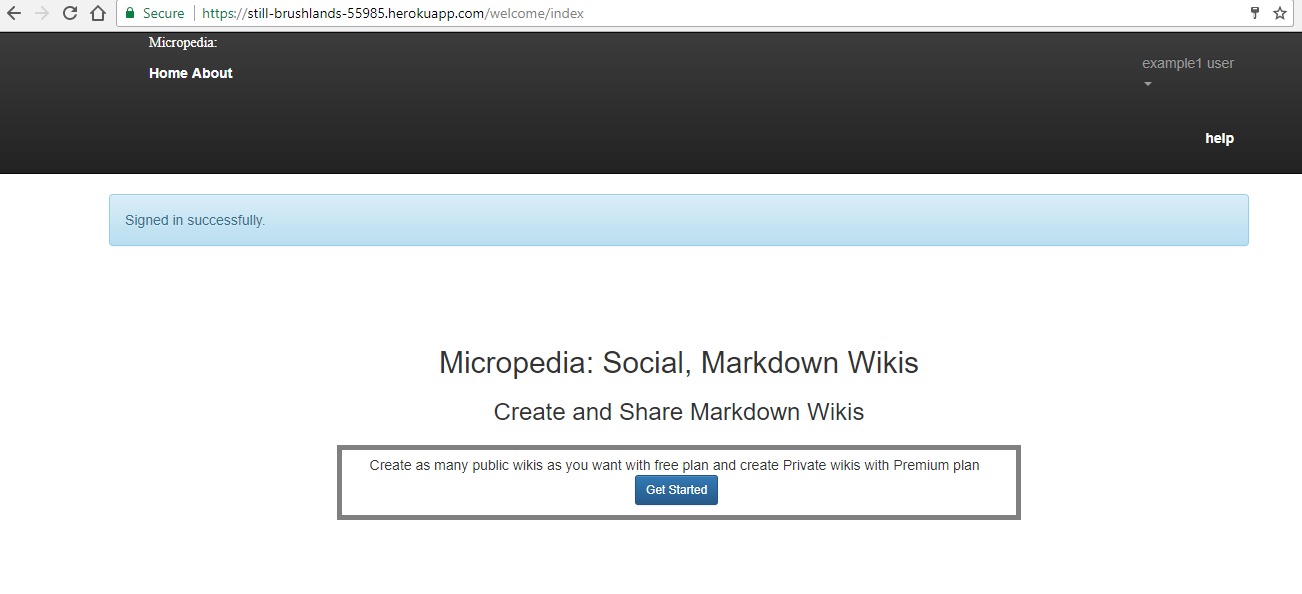 Secure https://still-brushlands-55985.herokuapp.com/welcome/index
Micropedia:
example1 user
Home About
help
Signed in successfully.
Micropedia: Social, Markdown Wikis
Create and Share Markdown Wikis
Create as many public wikis as you want with free plan and create Private wikis with Premium plan
Get Started